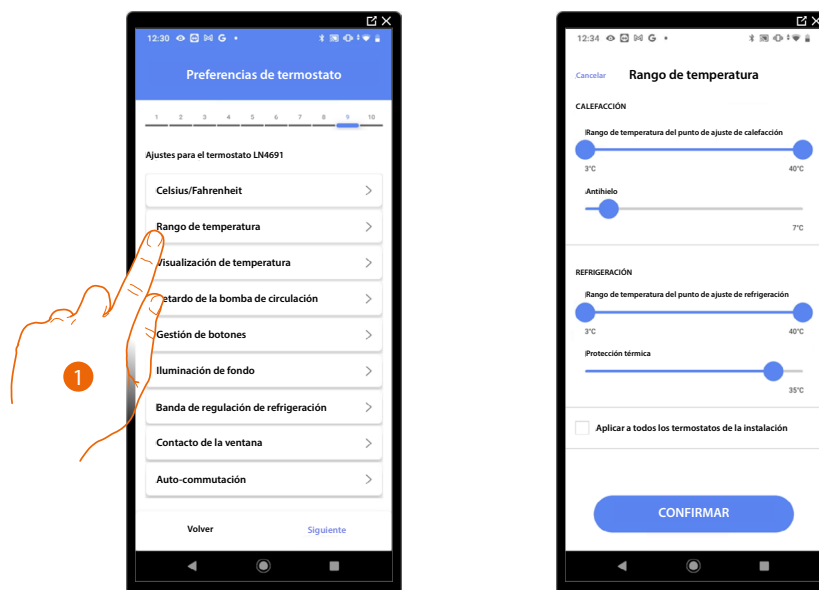 12:30 G
Preferencias de termostato
1 2 3 4 5 6 7 8 9 10
Ajustes para el termostato LN4691
Celsius/Fahrenheit
Rango de temperatura
Visualización de temperatura
etardo de la bomba de circulación
Gestión de botones
Iluminación de fondo
Banda de regulación de refrigeración
Contacto de la ventana
Auto-commutación
Volver
Siguiente
1
12:34 G
Cancelar
Rango de temperatura
CALEFACCIÓN
Rango de temperatura del punto de ajuste de calefacción
3°C 40°C
Antihielo
7°C
REFRIGERACIÓN
Rango de temperatura del punto de ajuste de refrigeración
3°C 40°C
Protección térmica
35°C
Aplicar a todos los termostatos de la instalación
CONFIRMAR